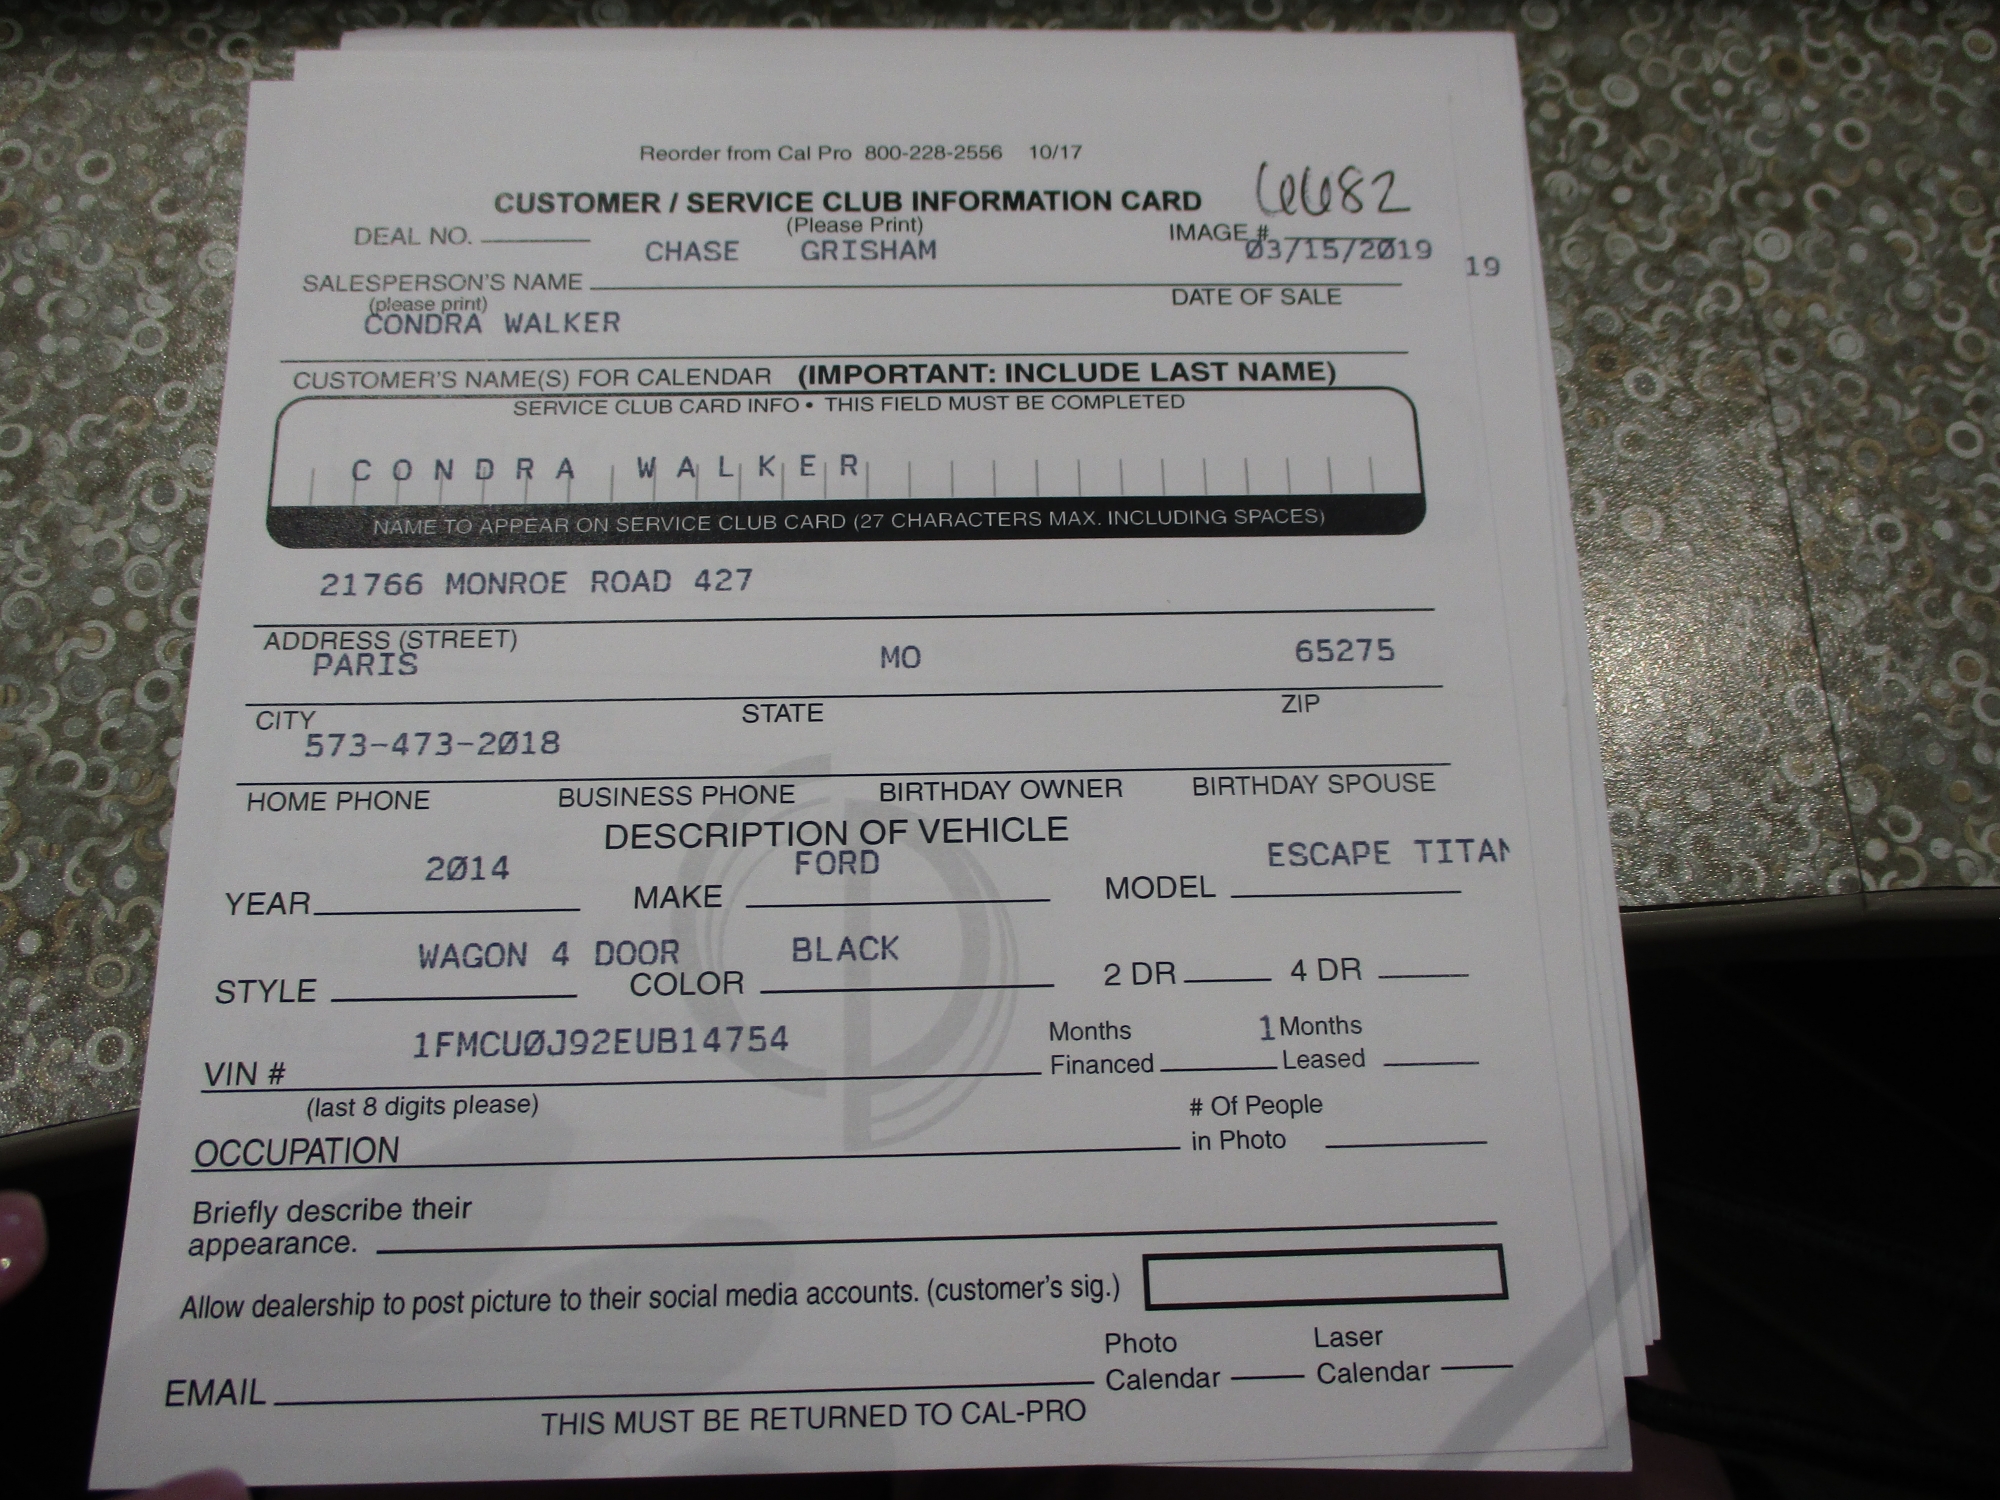 Reorder from Cal Pro 800-228-2556 10/17
CUSTOMER / SERVICE CLUB INFORMATION CARD
6682
(Please Print)
DEAL NO.
IMAGE #
CHASE GRISHAM 03/15/2019
19
SALESPERSON'S NAME
(please print)
DATE OF SALE
CONDRA WALKER
CUSTOMER'S NAME(S) FOR CALENDAR (IMPORTANT: INCLUDE LAST NAME)
SERVICE CLUB CARD INFO • THIS FIELD MUST BE COMPLETED
CONDRA WALKER
NAME TO APPEAR ON SERVICE CLUB CARD (27 CHARACTERS MAX. INCLUDING SPACES)
21766 MONROE ROAD 427
ADDRESS (STREET)
PARIS MO 65275
CITY STATE ZIP
573-473-2018
HOME PHONE BUSINESS PHONE BIRTHDAY OWNER BIRTHDAY SPOUSE
DESCRIPTION OF VEHICLE
2014 FORD ESCAPE TITAN
YEAR MAKE MODEL
WAGON 4 DOOR BLACK
STYLE COLOR 2 DR 4 DR
1FMCU0J92EUB14754 Months 1 Months
VIN # Financed Leased
(last 8 digits please) # Of People
OCCUPATION in Photo
Briefly describe their
appearance.
Allow dealership to post picture to their social media accounts. (customer's sig.)
Photo Laser
EMAIL Calendar Calendar
THIS MUST BE RETURNED TO CAL-PRO